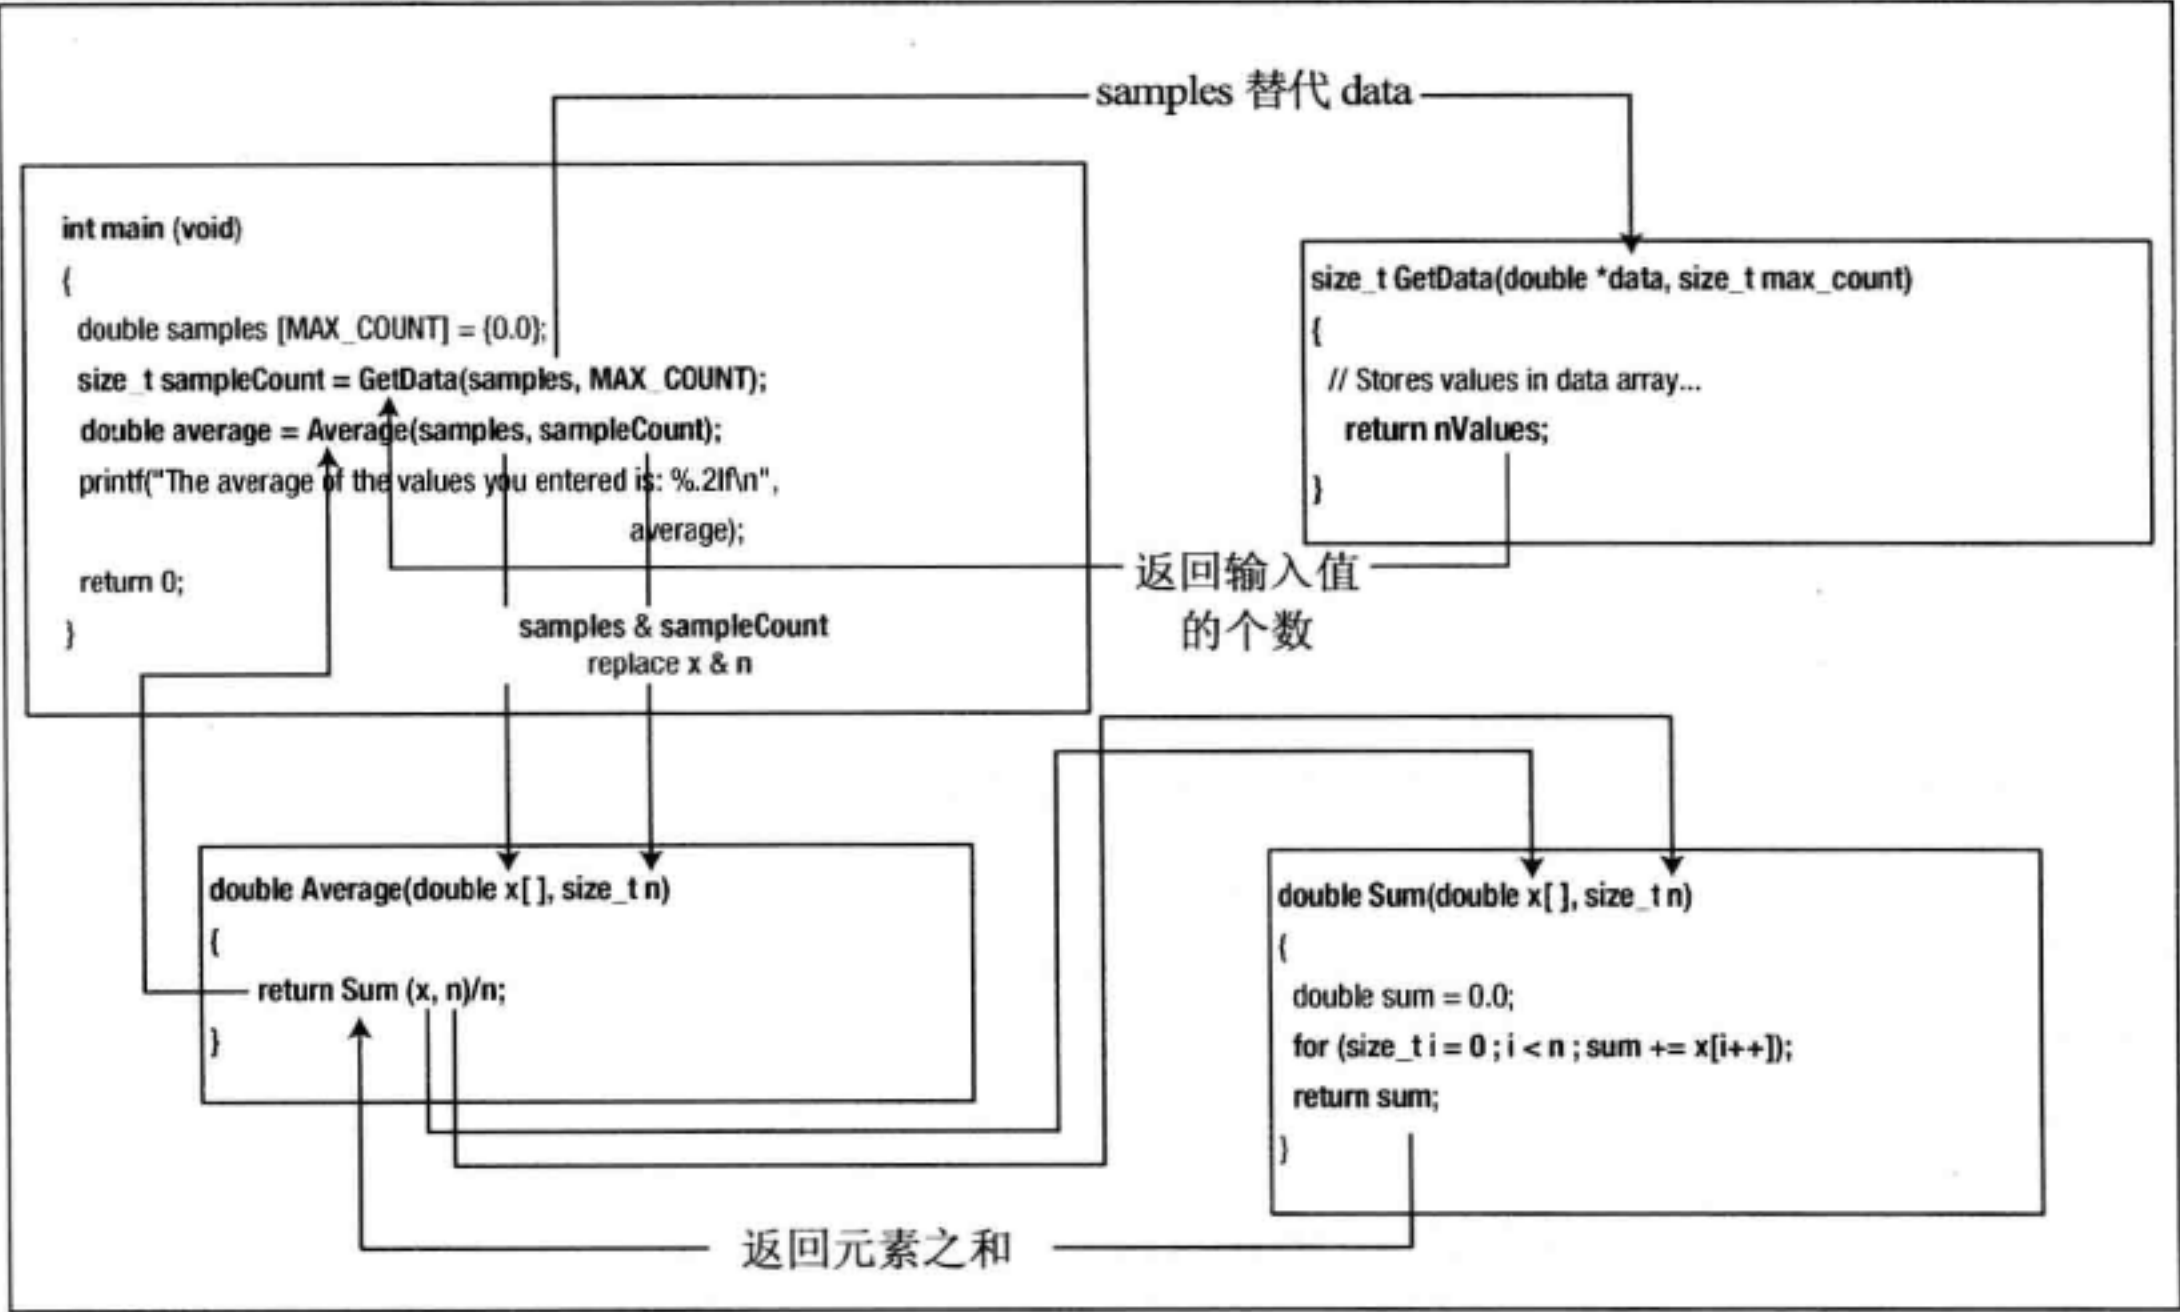 samples 替代 data
int main (void)
{
double samples [MAX_COUNT] = {0.0};
size_t sampleCount = GetData(samples, MAX_COUNT);
double average = Average(samples, sampleCount);
printf("The average of the values you entered is: %.2lf\n",
average);
return 0;
}
size_t GetData(double *data, size_t max_count)
{
// Stores values in data array...
return nValues;
}
返回输入值
的个数
samples & sampleCount
replace x & n
double Average(double x[ ], size_t n)
{
return Sum (x, n)/n;
}
double Sum(double x[ ], size_t n)
{
double sum = 0.0;
for (size_t i = 0 ; i < n ; sum += x[i++]);
return sum;
}
返回元素之和